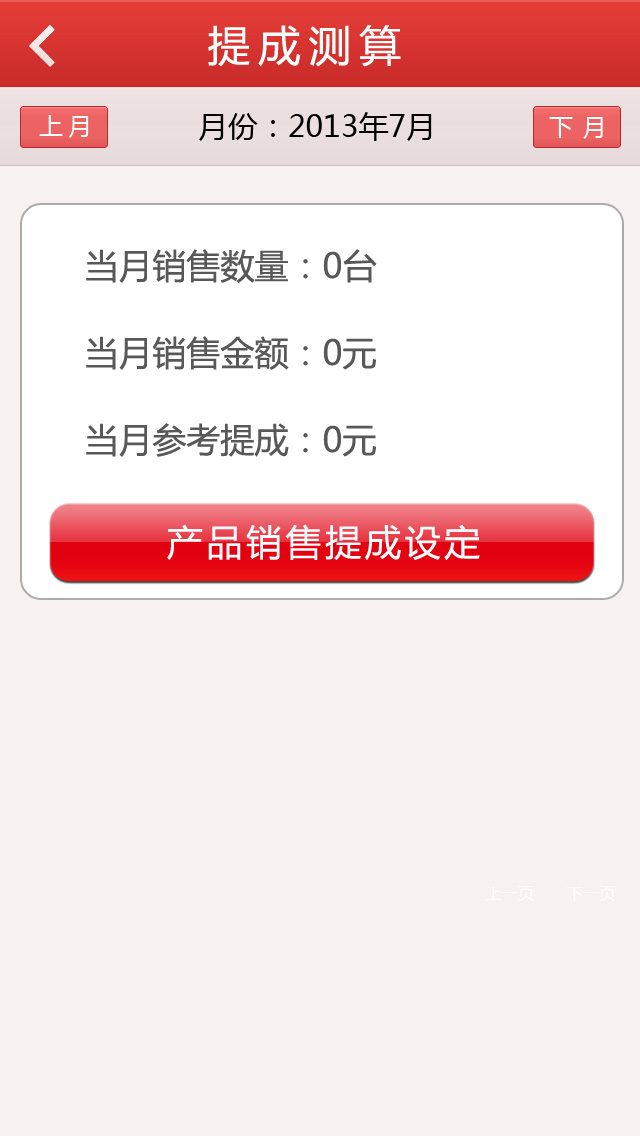 提成测算
上月 月份：2013年7月 下月
当月销售数量：0台
当月销售金额：0元
当月参考提成：0元
产品销售提成设定
上一页 下一页